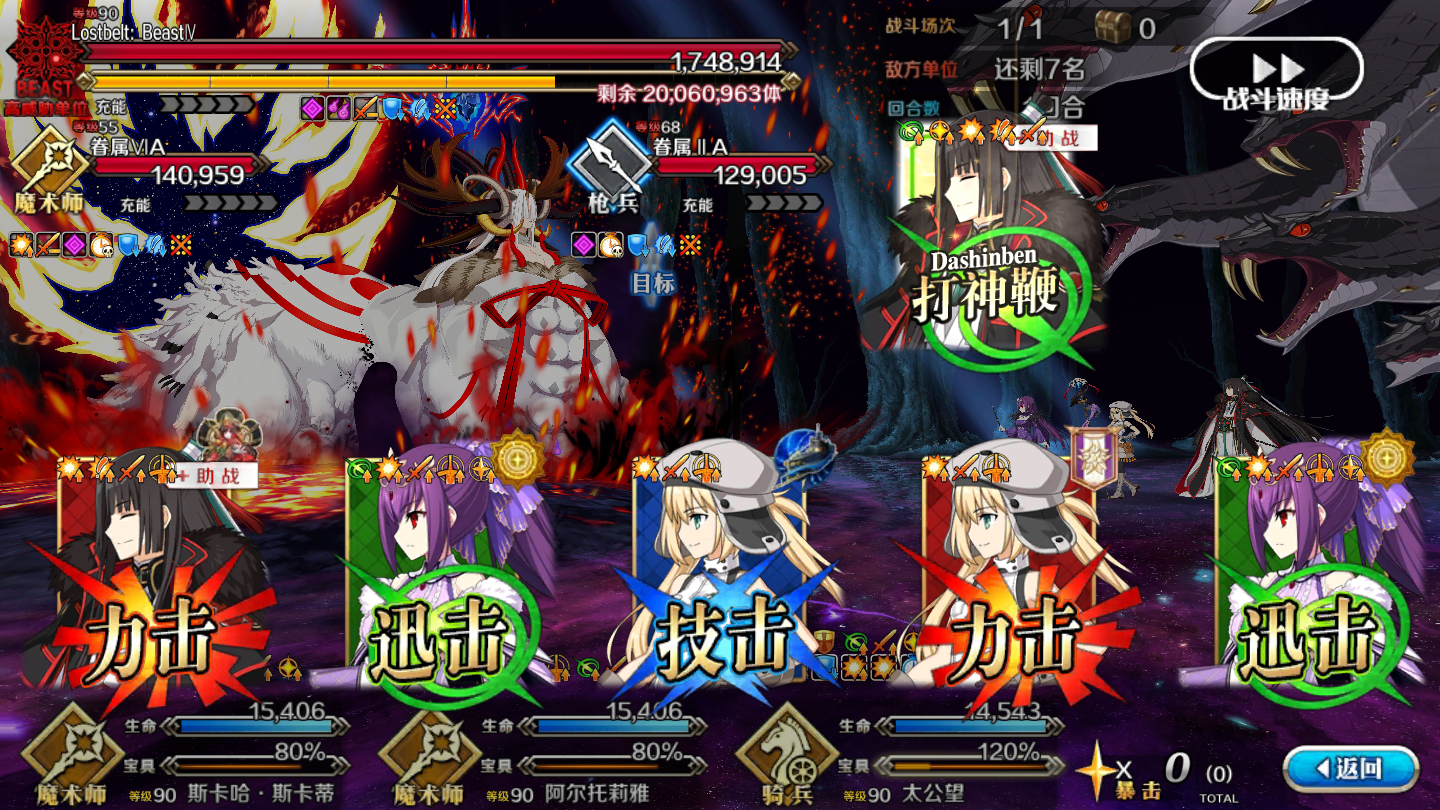 等级90
Lostbelt: BeastⅣ
1,748,914
BEAST
高威胁单位
充能
剩余 20,060,963体
等级55
眷属ⅥA
140,959
魔术师
充能
等级68
眷属ⅡA
129,005
枪兵
充能
目标
战斗场次 1/1 0
敌方单位 还剩7名
回合数
战斗速度
Dashinben
打神鞭
+ 助 战
力击
迅击
技击
力击
迅击
生命 15,406
宝具 80%
魔术师 等级90 斯卡哈·斯卡蒂
生命 15,406
宝具 80%
魔术师 等级90 阿尔托莉雅
生命 14,543
宝具 120%
骑兵 等级90 太公望
X 暴击 0 (0)
TOTAL
返回